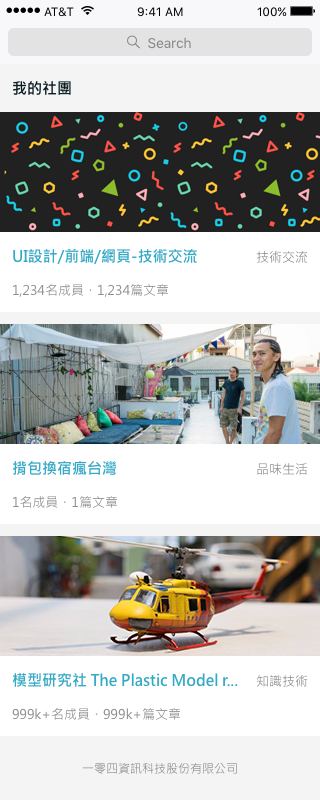 AT&T 9:41 AM 100%
Search
我的社團
UI設計/前端/網頁-技術交流 技術交流
1,234名成員 · 1,234篇文章
揹包換宿瘋台灣 品味生活
1名成員 · 1篇文章
模型研究社 The Plastic Model r... 知識技術
999k+名成員 · 999k+篇文章
一零四資訊科技股份有限公司